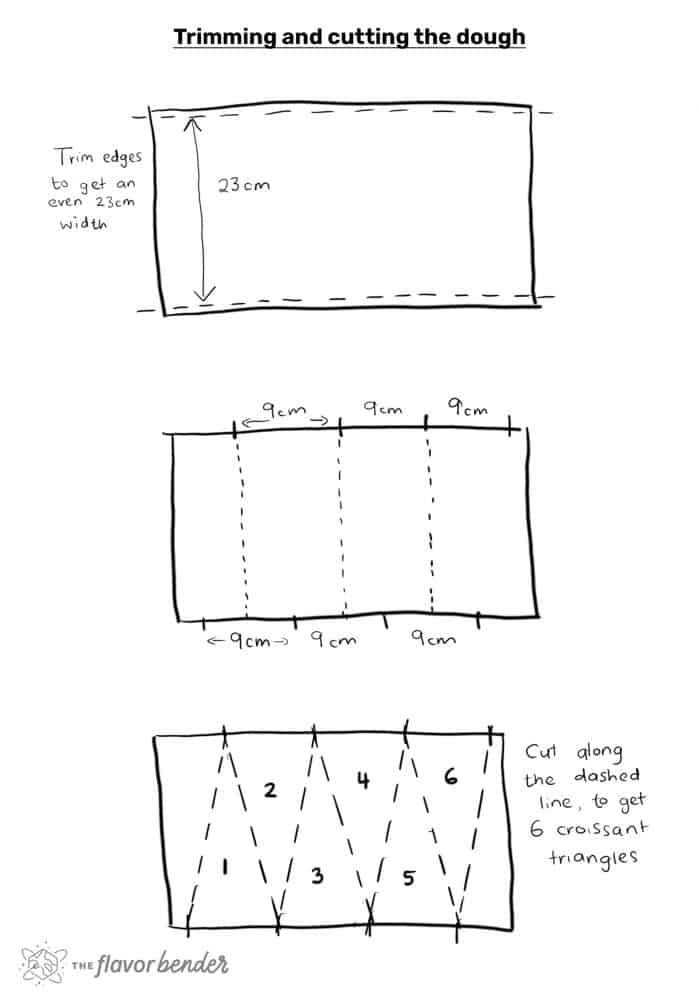 Trimming and cutting the dough
Trim edges
to get an
even 23cm
width
23cm
9cm 9cm 9cm
9cm 9cm 9cm
1 2 3 4 5 6
Cut along
the dashed
line, to get
6 croissant
triangles
THE flavor bender